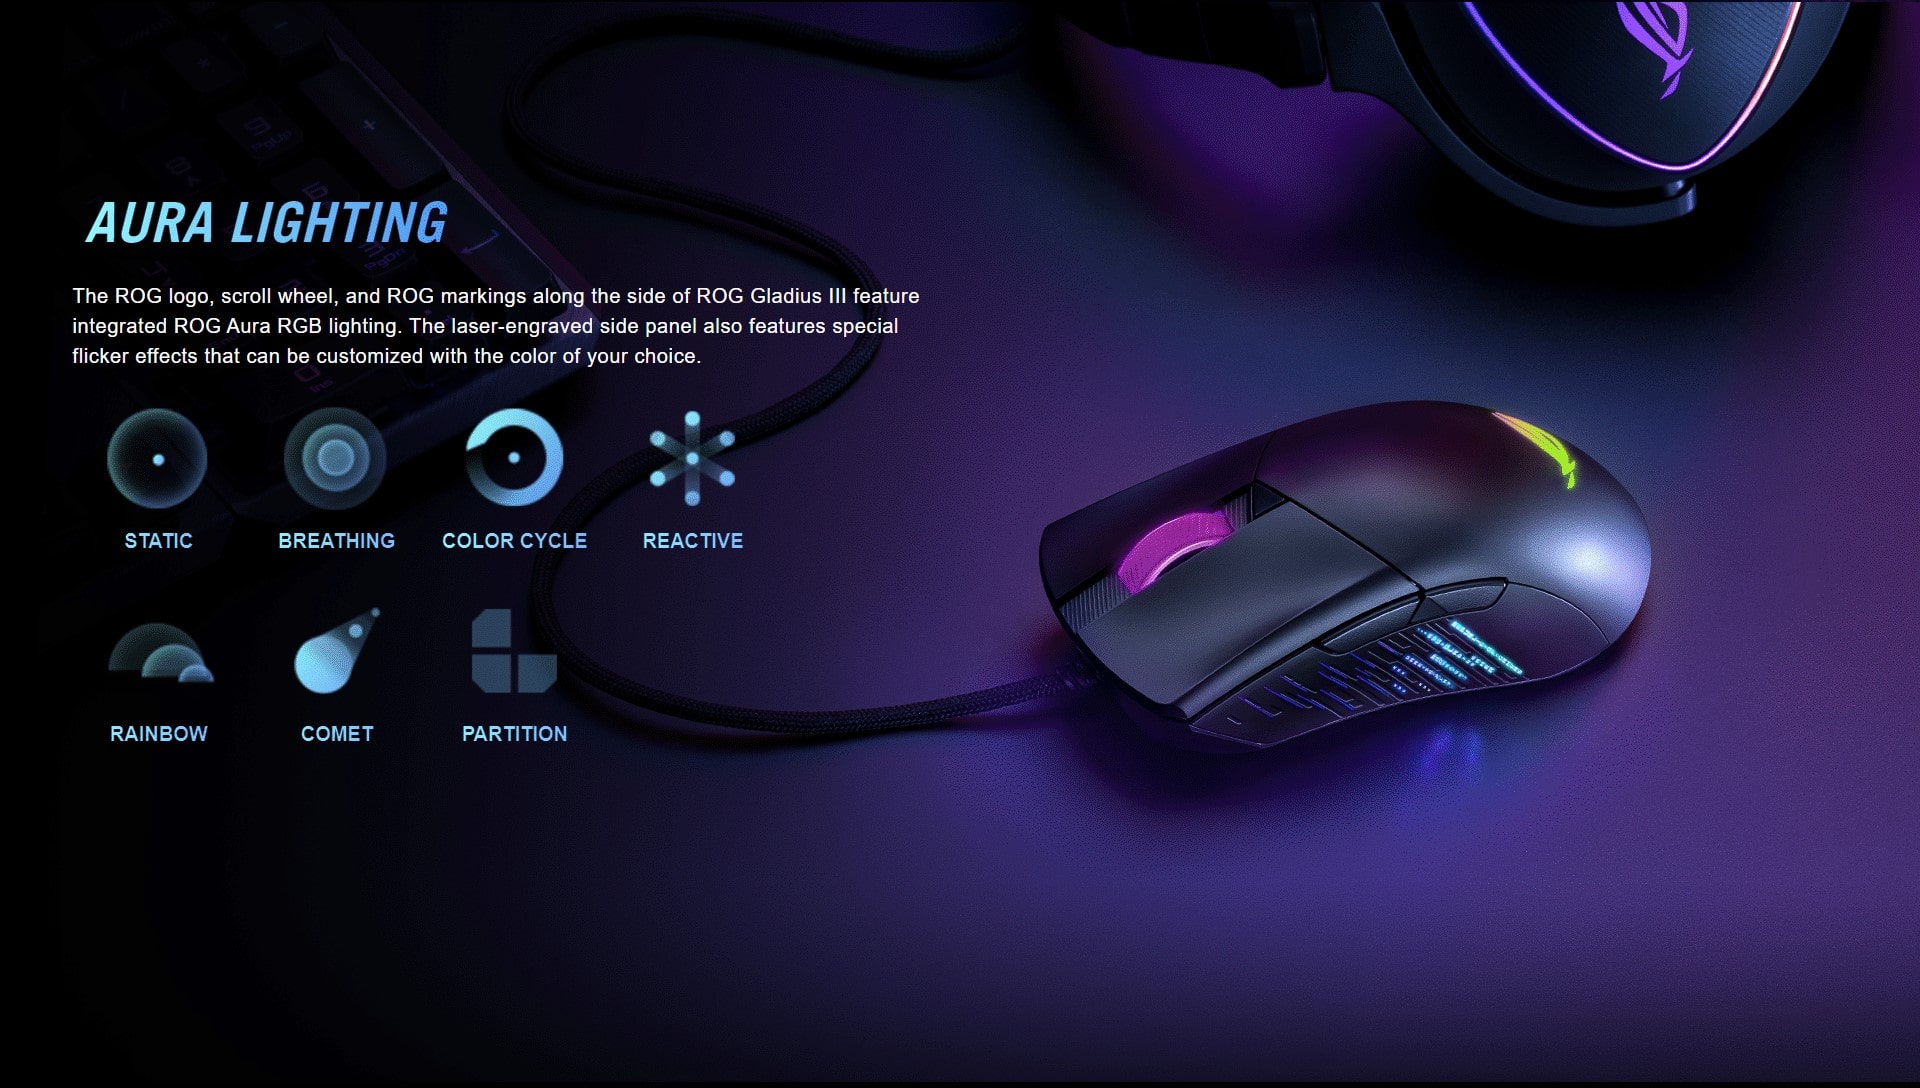 AURA LIGHTING
The ROG logo, scroll wheel, and ROG markings along the side of ROG Gladius III feature
integrated ROG Aura RGB lighting. The laser-engraved side panel also features special
flicker effects that can be customized with the color of your choice.
STATIC
BREATHING
COLOR CYCLE
REACTIVE
RAINBOW
COMET
PARTITION